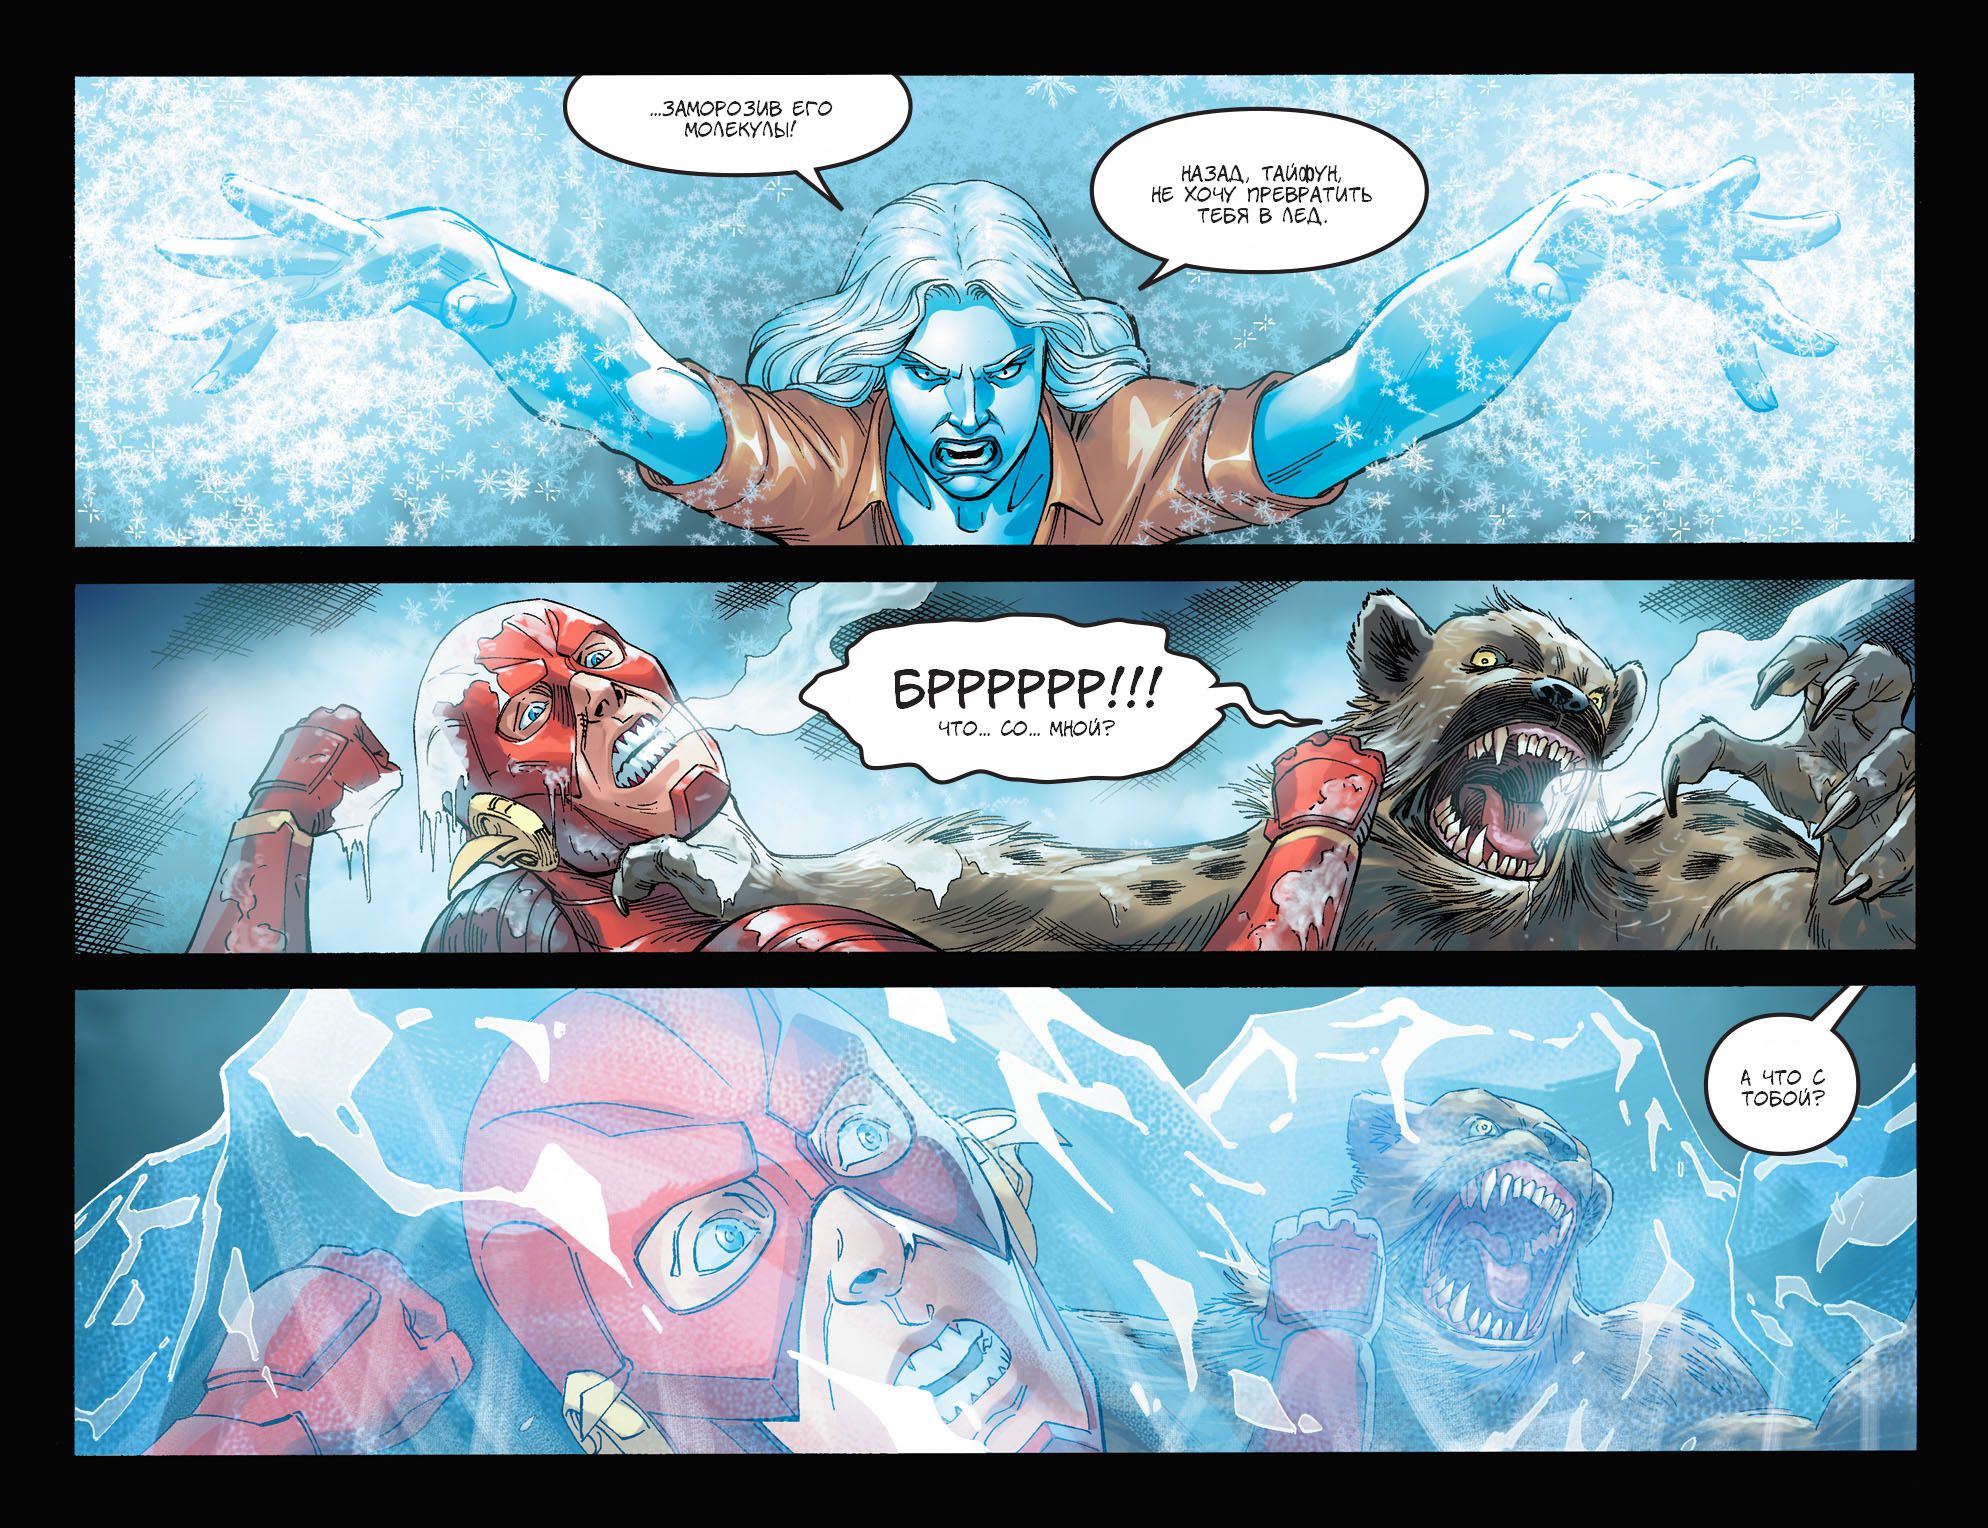 ...ЗАМОРОЗИВ ЕГО
МОЛЕКУЛЫ!
НАЗАД, ТАЙФУН,
НЕ ХОЧУ ПРЕВРАТИТЬ
ТЕБЯ В ЛЕД.
БРРРРРР!!!
ЧТО... СО... МНОЙ?
А ЧТО С
ТОБОЙ?